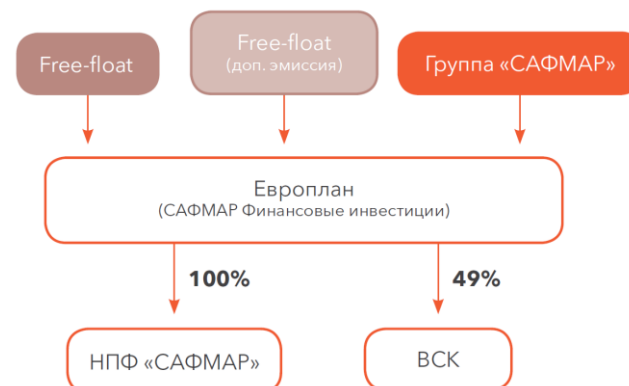 Free-float
Free-float
(доп. эмиссия)
Группа «САФМАР»
Европлан
(САФМАР Финансовые инвестиции)
100%
49%
НПФ «САФМАР»
ВСК